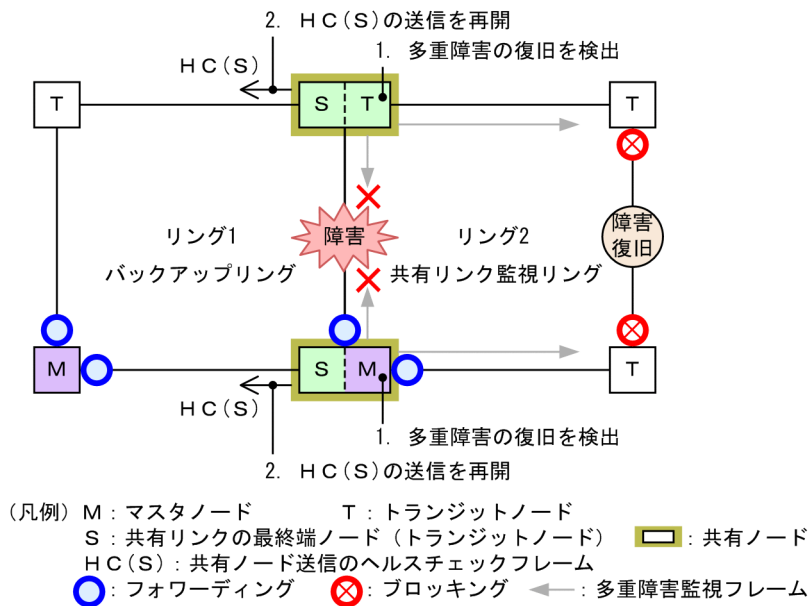 2. ＨＣ(Ｓ)の送信を再開
1. 多重障害の復旧を検出
ＨＣ(Ｓ)
Ｔ
Ｓ
Ｔ
Ｔ
リング1
バックアップリング
障害
リング2
共有リンク監視リング
障害
復旧
Ｍ
Ｓ
Ｍ
Ｔ
ＨＣ(Ｓ)
1. 多重障害の復旧を検出
2. ＨＣ(Ｓ)の送信を再開
(凡例) Ｍ：マスタノード Ｔ：トランジットノード
Ｓ：共有リンクの最終端ノード（トランジットノード） ：共有ノード
ＨＣ(Ｓ)：共有ノード送信のヘルスチェックフレーム
：フォワーディング ：ブロッキング ：多重障害監視フレーム